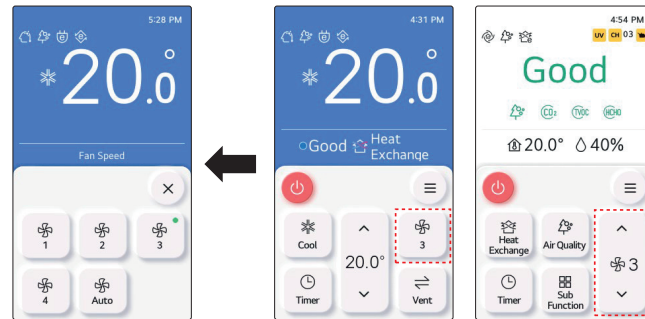 5:28 PM
20.0°
Fan Speed
1
2
3
4
Auto
4:31 PM
20.0°
Good
Heat
Exchange
Cool
20.0°
3
Timer
Vent
4:54 PM
UV CH 03
Good
CO2 TVOC HCHO
20.0° 40%
Heat
Exchange
Air Quality
3
Timer
Sub
Function